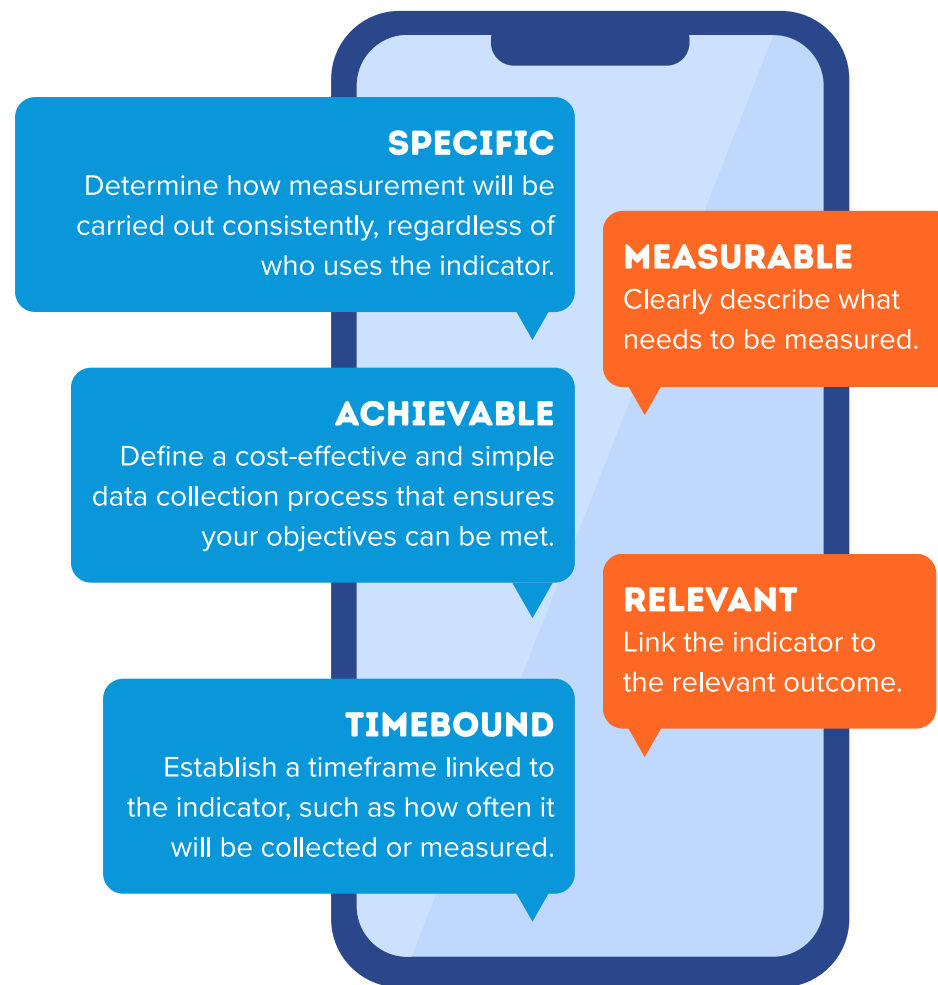 SPECIFIC
Determine how measurement will be
carried out consistently, regardless of
who uses the indicator.
MEASURABLE
Clearly describe what
needs to be measured.
ACHIEVABLE
Define a cost-effective and simple
data collection process that ensures
your objectives can be met.
RELEVANT
Link the indicator to
the relevant outcome.
TIMEBOUND
Establish a timeframe linked to
the indicator, such as how often it
will be collected or measured.